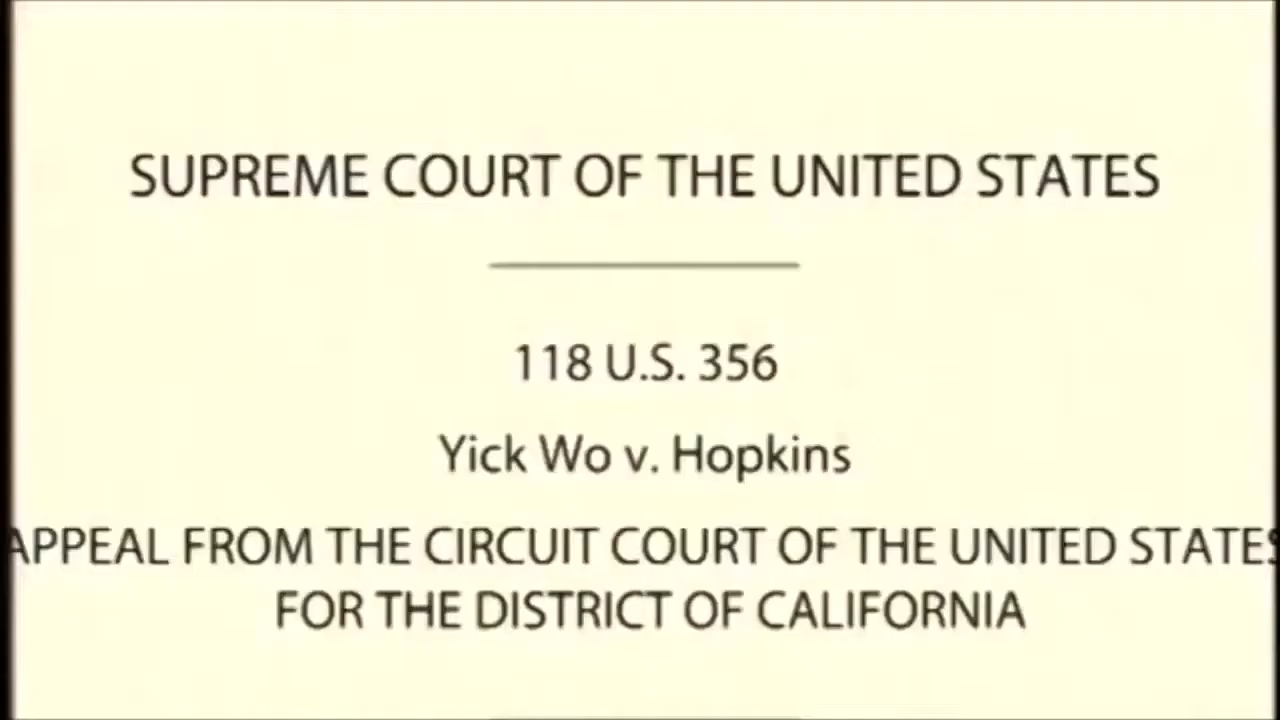 SUPREME COURT OF THE UNITED STATES
118 U.S. 356
Yick Wo v. Hopkins
APPEAL FROM THE CIRCUIT COURT OF THE UNITED STATES
FOR THE DISTRICT OF CALIFORNIA